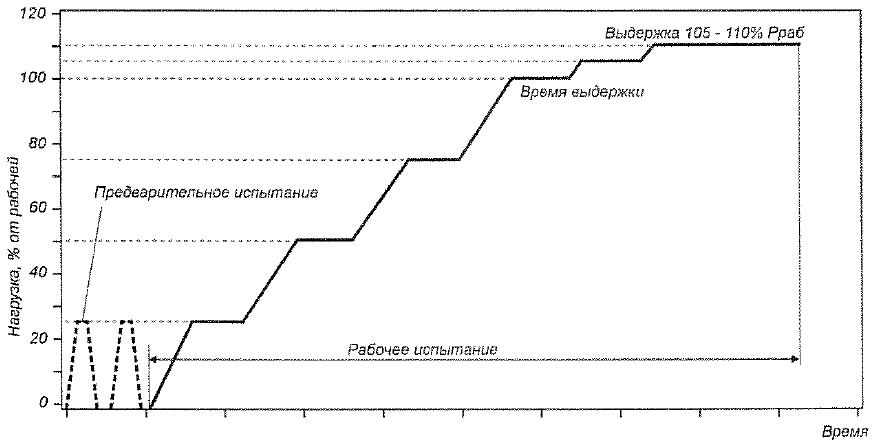 120
Выдержка 105 - 110% Рраб
100
Время выдержки
80
Предварительное испытание
60
Нагрузка, % от рабочей
40
20
Рабочее испытание
0
Время